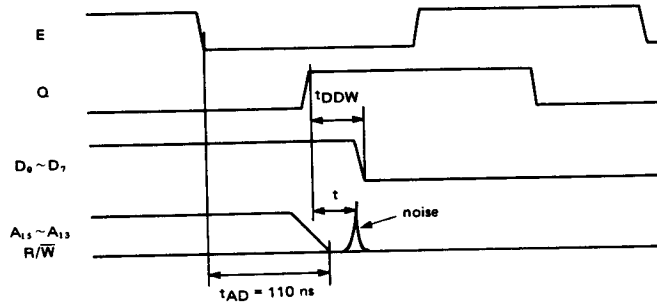 E
Q
tDDW
D₀ ~ D₇
t
noise
A₁₅ ~ A₁₃
R/W̅
tAD = 110 ns